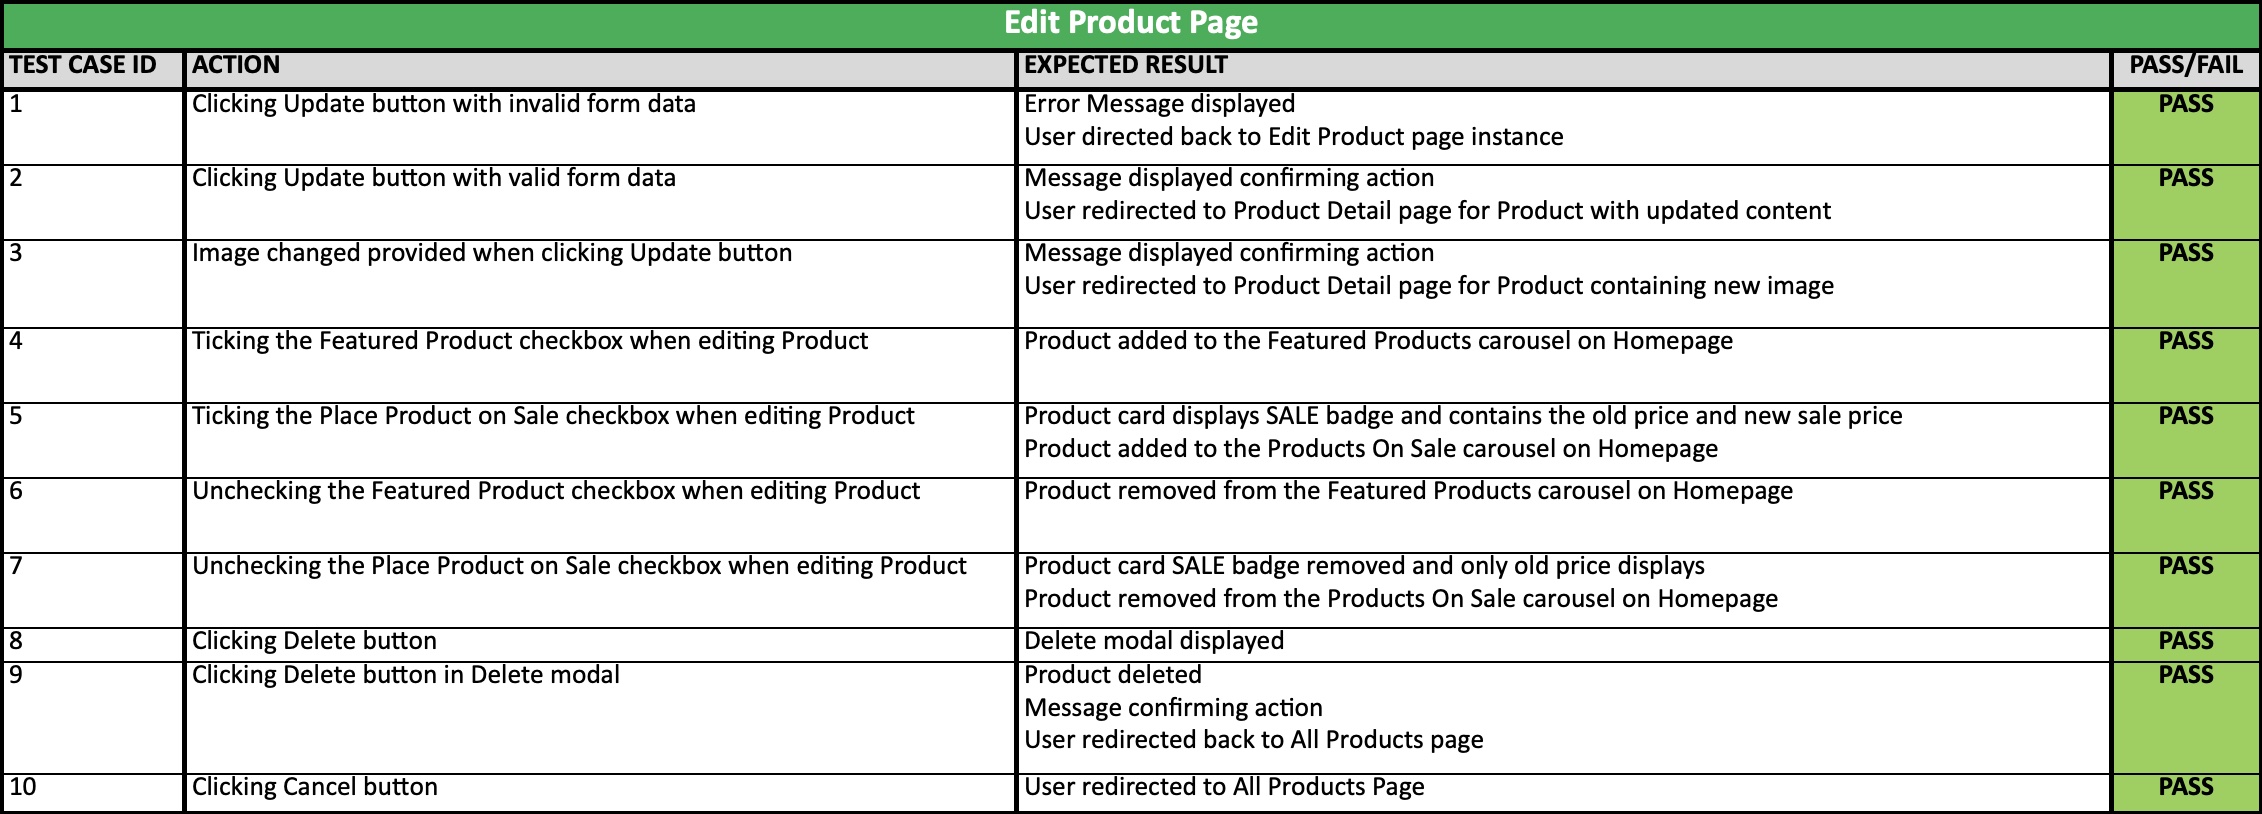 Edit Product Page
TEST CASE ID ACTION EXPECTED RESULT PASS/FAIL
1 Clicking Update button with invalid form data Error Message displayed PASS
User directed back to Edit Product page instance
2 Clicking Update button with valid form data Message displayed confirming action PASS
User redirected to Product Detail page for Product with updated content
3 Image changed provided when clicking Update button Message displayed confirming action PASS
User redirected to Product Detail page for Product containing new image
4 Ticking the Featured Product checkbox when editing Product Product added to the Featured Products carousel on Homepage PASS
5 Ticking the Place Product on Sale checkbox when editing Product Product card displays SALE badge and contains the old price and new sale price PASS
Product added to the Products On Sale carousel on Homepage
6 Unchecking the Featured Product checkbox when editing Product Product removed from the Featured Products carousel on Homepage PASS
7 Unchecking the Place Product on Sale checkbox when editing Product Product card SALE badge removed and only old price displays PASS
Product removed from the Products On Sale carousel on Homepage
8 Clicking Delete button Delete modal displayed PASS
9 Clicking Delete button in Delete modal Product deleted PASS
Message confirming action
User redirected back to All Products page
10 Clicking Cancel button User redirected to All Products Page PASS